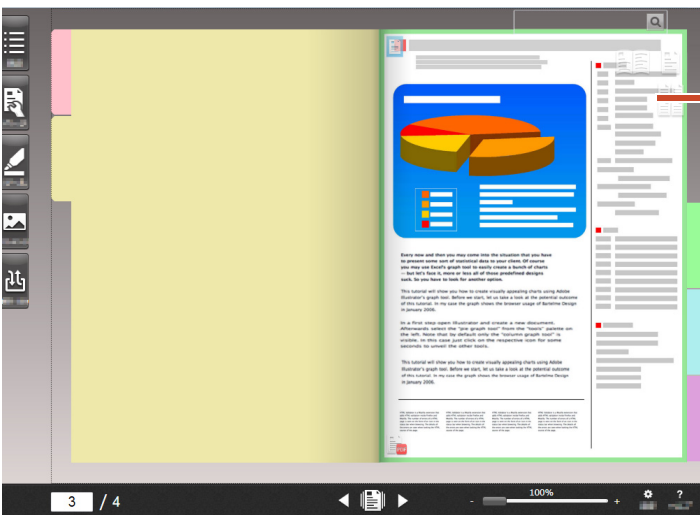 Every now and then you may come into the situation that you have
to present some sort of statistical data to your client. Of course
you may use Excel's graph tool to easily create a bunch of charts
— but let's face it, more or less all of those predefined designs
suck. So you have to look for another option.
This tutorial will show you how to create visually appealing charts using Adobe
Illustrator's graph tool. Before we start, let us take a look at the potential outcome
of this tutorial. In my case the graph shows the browser usage of Barteline Design
in January 2006.
In a first step open Illustrator and create a new document.
Afterwards select the "pie graph tool" from the "tools" palette on
the left. Note that by default only the "column graph tool" is
visible. In this case just click on the respective icon for some
seconds to unveil the other tools.
This tutorial will show you how to create visually appealing charts using Adobe
Illustrator's graph tool. Before we start, let us take a look at the potential outcome
of this tutorial. In my case the graph shows the browser usage of Barteline Design
in January 2006.
PDF
3 / 4
100%
- +
?